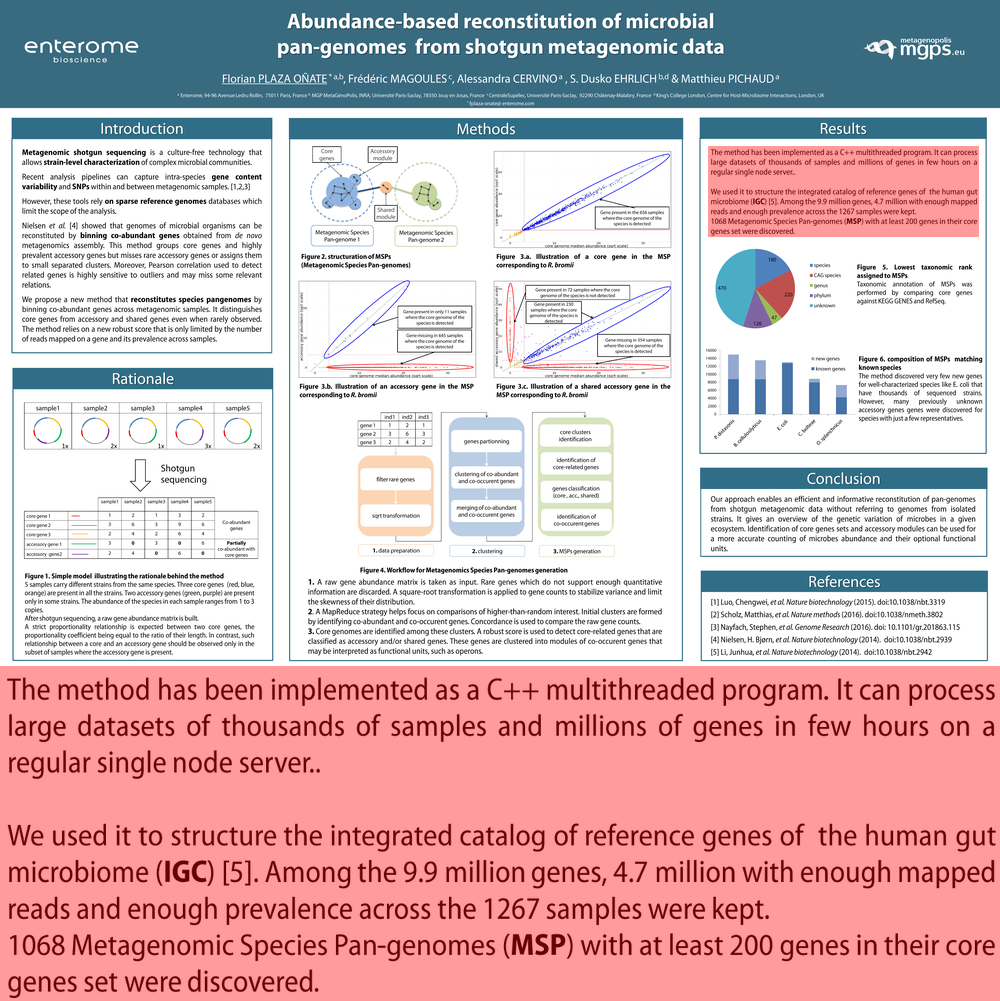 Abundance-based reconstitution of microbial
pan-genomes from shotgun metagenomic data
enterome
bioscience
metagenopolis
mgps.eu
Florian PLAZA OÑATE * a,b, Frédéric MAGOULES c, Alessandra CERVINO a , S. Dusko EHRLICH b,d & Matthieu PICHAUD a
a Enterome, 94-96 Avenue Ledru Rollin, 75011 Paris, France b MGP MetaGénoPolis, INRA, Université Paris-Saclay, 78350 Jouy en Josas, France c CentraleSupélec, Université Paris-Saclay, 92290 Châtenay-Malabry, France d King's College London, Centre for Host-Microbiome Interactions, London, UK
* fplaza-onate@enterome.com
Introduction
Metagenomic shotgun sequencing is a culture-free technology that
allows strain-level characterization of complex microbial communities.
Recent analysis pipelines can capture intra-species gene content
variability and SNPs within and between metagenomic samples. [1,2,3]
However, these tools rely on sparse reference genomes databases which
limit the scope of the analysis.
Nielsen et al. [4] showed that genomes of microbial organisms can be
reconstituted by binning co-abundant genes obtained from de novo
metagenomics assembly. This method groups core genes and highly
prevalent accessory genes but misses rare genes or assigns them
to small separated clusters. Moreover, Pearson correlation used to detect
related genes is highly sensitive to outliers and may miss some relevant
relations.
We propose a new method that reconstitutes species pangenomes by
binning co-abundant genes across metagenomic samples. It distinguishes
core genes from accessory and shared genes even when rarely observed.
The method relies on a new robust score that is only limited by the number
of reads mapped on a gene and its prevalence across samples.
Rationale
sample1 sample2 sample3 sample4 sample5
1x 2x 1x 3x 2x
Shotgun
sequencing
sample1 sample2 sample3 sample4 sample5
core gene 1 1 2 1 3 2
core gene 2 3 6 3 9 6
core gene 3 2 4 2 6 4
Co-abundant
genes
accessory gene 1 3 0 3 0 6
accessory gene2 2 4 0 6 0
Partially
co-abundant with
core genes
Figure 1. Simple model illustrating the rationale behind the method
5 samples carry different strains from the same species. Three core genes (red, blue,
orange) are present in all the strains. Two accessory genes (green, purple) are present
only in some strains. The abundance of the species in each sample ranges from 1 to 3
copies.
After shotgun sequencing, a raw gene abundance matrix is built.
A strict proportionality relationship is expected between two core genes, the
proportionality coefficient being equal to the ratio of their length. In contrast, such
relationship between a core and an accessory gene should be observed only in the
subset of samples where the accessory gene is present.
Methods
Core
genes
Accessory
module
Shared
module
Metagenomic Species
Pan-genome 1
Metagenomic Species
Pan-genome 2
Figure 2. structuration of MSPs
(Metagenomic Species Pan-genomes)
Gene present in the 656 samples
where the core genome of the
species is detected
core genome median abundance (sqrt scale)
Figure 3.a. Illustration of a core gene in the MSP
corresponding to R. bromii
Gene present in only 11 samples
where the core genome of the
species is detected
Gene missing in 645 samples
where the core genome of the
species is detected
accessory gene abundance (sqrt scale)
core genome median abundance (sqrt scale)
Figure 3.b. Illustration of an accessory gene in the MSP
corresponding to R. bromii
Gene present in 72 samples where the core
genome of the species is not detected
Gene present in 230
samples where the core
genome of the species is
detected
Gene missing in 354 samples
where the core genome of the
species is detected
core genome median abundance (sqrt scale)
Figure 3.c. Illustration of a shared accessory gene in the
MSP corresponding to R. bromii
ind1 ind2 ind3
gene 1 1 2 1
gene 2 3 6 3
gene 3 2 4 2
filter rare genes
sqrt transformation
genes partionning
clustering of co-abundant
and co-occurent genes
merging of co-abundant
and co-occurent genes
core clusters
identification
identification of
core-related genes
genes classification
(core , acc., shared)
identification of
co-occurent genes
1. data preparation
2. clustering
3. MSPs generation
Figure 4. Workflow for Metagenomics Species Pan-genomes generation
1. A raw gene abundance matrix is taken as input. Rare genes which do not support enough quantitative
information are discarded. A square-root transformation is applied to gene counts to stabilize variance and limit
the skewness of their distribution.
2. A MapReduce strategy helps focus on comparisons of higher-than-random interest. Initial clusters are formed
by identifying co-abundant and co-occurent genes. Concordance is used to compare the raw gene counts.
3. Core genomes are identified among these clusters. A robust score is used to detect core-related genes that are
classified as accessory and/or shared genes. These genes are clustered into modules of co-occurent genes that
may be interpreted as functional units, such as operons.
Results
The method has been implemented as a C++ multithreaded program. It can process
large datasets of thousands of samples and millions of genes in few hours on a
regular single node server..
We used it to structure the integrated catalog of reference genes of the human gut
microbiome (IGC) [5]. Among the 9.9 million genes, 4.7 million with enough mapped
reads and enough prevalence across the 1267 samples were kept.
1068 Metagenomic Species Pan-genomes (MSP) with at least 200 genes in their core
genes set were discovered.
180
220
47
126
478
species
CAG species
genus
phylum
unknown
Figure 5. Lowest taxonomic rank
assigned to MSPs
Taxonomic annotation of MSPs was
performed by comparing core genes
against KEGG GENES and RefSeq.
16000
14000
12000
10000
8000
6000
4000
2000
0
new genes
known genes
P. distasonis
B. cellulosilyticus
E. coli
C. bolteae
O. splanchnicus
Figure 6. composition of MSPs matching
known species
The method discovered very few new genes
for well-characterized species like E. coli that
have thousands of sequenced strains.
However, many previously unknown
accessory genes genes were discovered for
species with just a few representatives.
Conclusion
Our approach enables an efficient and informative reconstitution of pan-genomes
from shotgun metagenomic data without referring to genomes from isolated
strains. It gives an overview of the genetic variation of microbes in a given
ecosystem. Identification of core genes sets and accessory modules can be used for
a more accurate counting of microbes abundance and their optional functional
units.
References
[1] Luo, Chengwei, et al. Nature biotechnology (2015). doi:10.1038/nbt.3319
[2] Scholz, Matthias, et al. Nature methods (2016). doi:10.1038/nmeth.3802
[3] Nayfach, Stephen, et al. Genome Research (2016). doi: 10.1101/gr.201863.115
[4] Nielsen, H. Bjørn, et al. Nature biotechnology (2014). doi:10.1038/nbt.2939
[5] Li, Junhua, et al. Nature biotechnology (2014). doi:10.1038/nbt.2942
The method has been implemented as a C++ multithreaded program. It can process
large datasets of thousands of samples and millions of genes in few hours on a
regular single node server..
We used it to structure the integrated catalog of reference genes of the human gut
microbiome (IGC) [5]. Among the 9.9 million genes, 4.7 million with enough mapped
reads and enough prevalence across the 1267 samples were kept.
1068 Metagenomic Species Pan-genomes (MSP) with at least 200 genes in their core
genes set were discovered.